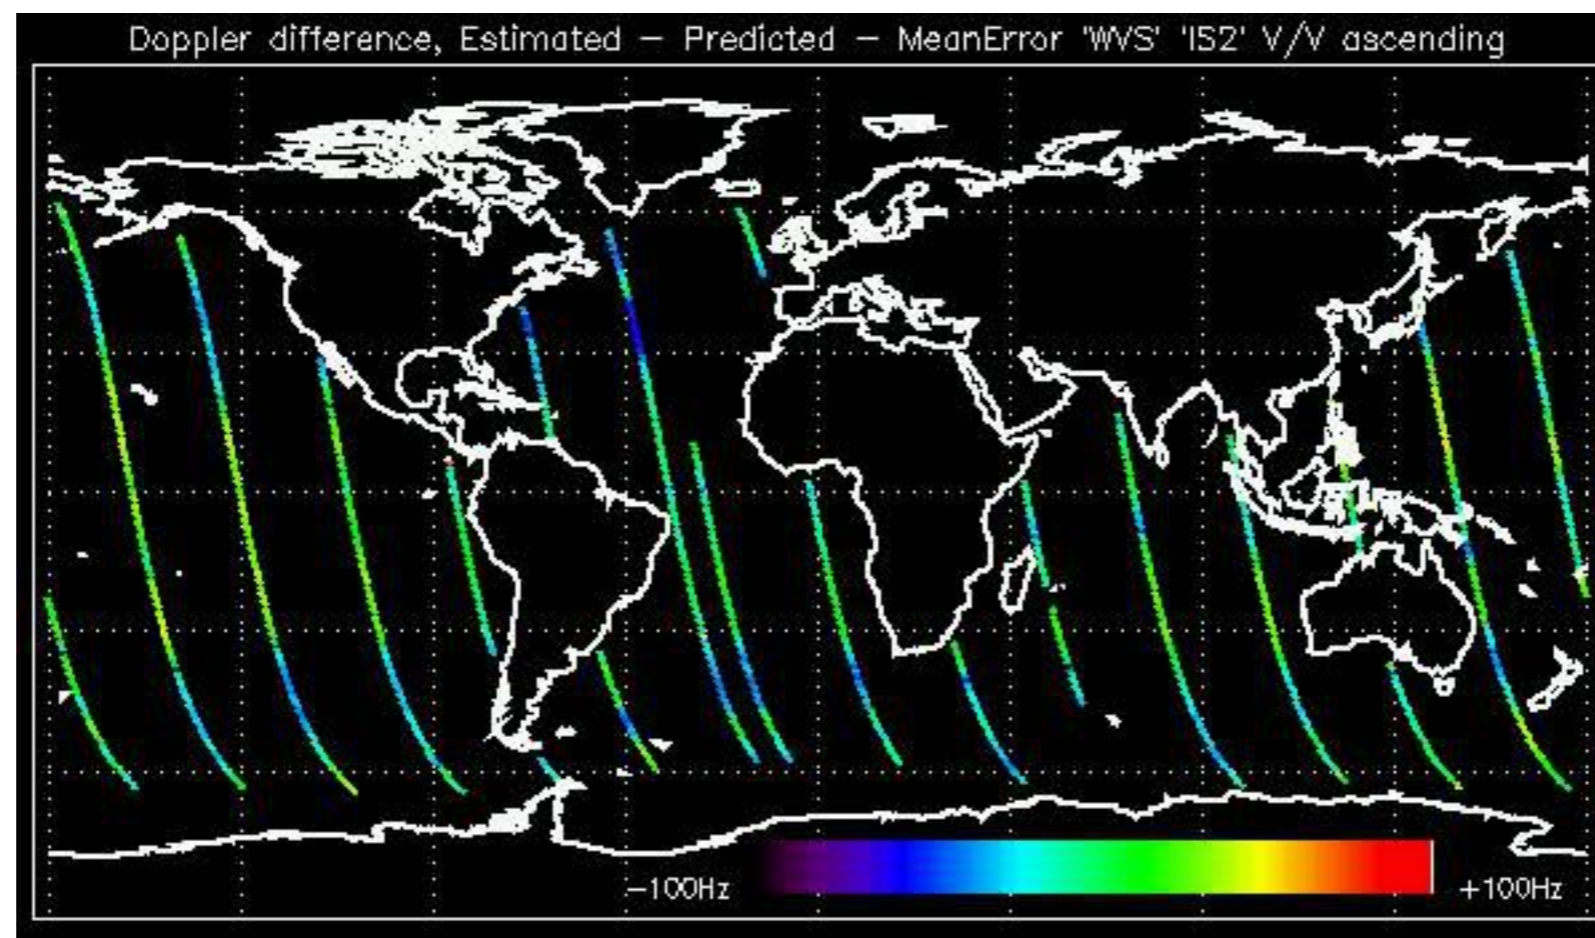 Doppler difference, Estimated – Predicted – MeanError 'WVS' 'IS2' V/V ascending
–100Hz +100Hz